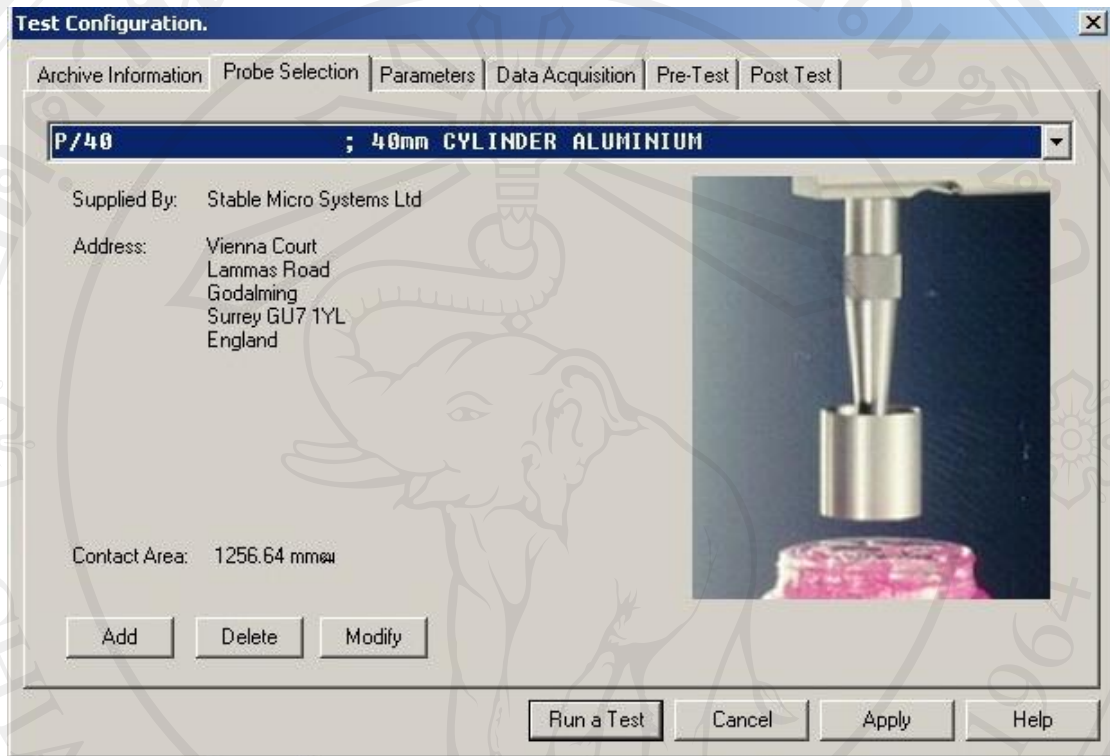 Test Configuration.
Archive Information Probe Selection Parameters Data Acquisition Pre-Test Post Test
P/40 ; 40mm CYLINDER ALUMINIUM
Supplied By: Stable Micro Systems Ltd
Address: Vienna Court
Lammas Road
Godalming
Surrey GU7 1YL
England
Contact Area: 1256.64 mm
Add Delete Modify
Run a Test Cancel Apply Help